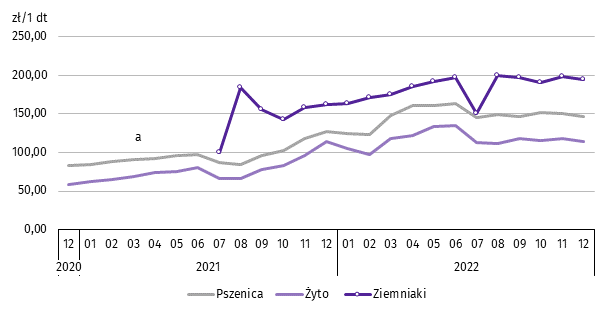 zł/1 dt
250,00
200,00
150,00
a
100,00
50,00
0,00
12 01 02 03 04 05 06 07 08 09 10 11 12 01 02 03 04 05 06 07 08 09 10 11 12
2020 2021 2022
Pszenica Żyto Ziemniaki